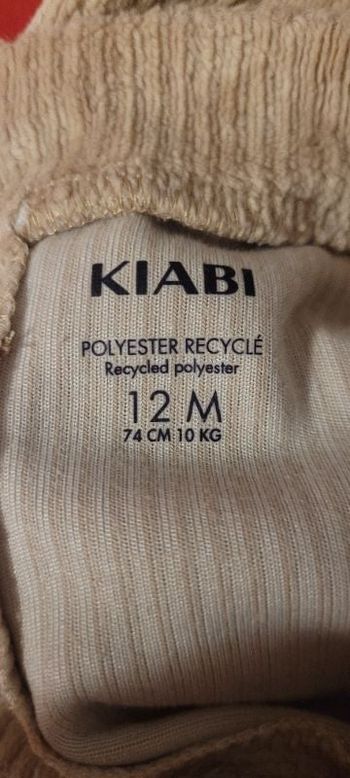 KIABI
POLYESTER RECYCLÉ
Recycled polyester
12 M
74 CM 10 KG